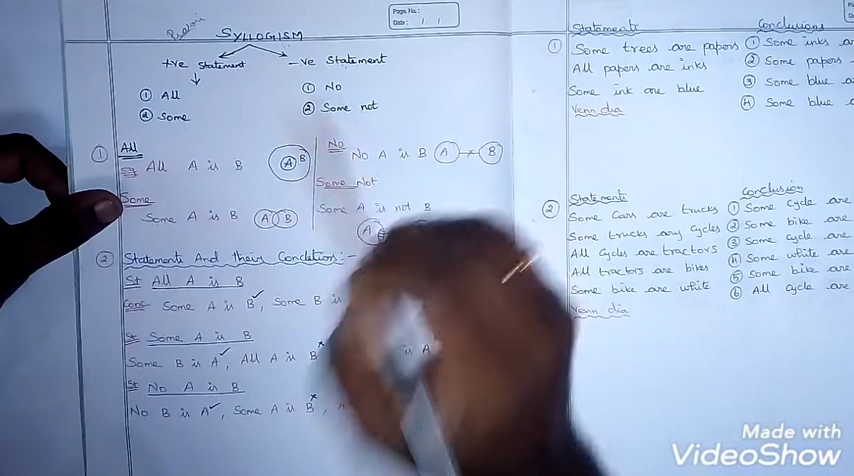 Page No:
Date: / /
SYLLOGISM
+ve Statement
-ve Statement
① All
② Some
① No
② Some not
① All
St All A is B
A B
Some
Some A is B
A B
No
No A is B
A B
Some Not
Some A is not B
A
② Statements And their Conclutions:-
St All A is B
Conc Some A is B✓, Some B is
St Some A is B
Some B is A✓, All A is B× is A
St No A is B
No B is A✓, Some A is B×,
Statements
Conclusions
① Some trees are papers
All papers are inks
Some ink are blue
Venn dia
① Some inks
② Some papers
③ Some blue
④ Some blue
② Statements
Conclusion
Some cars are trucks
Some trucks any cycles
All cycles are tractors
All tractors are bikes
Some bike are white
Venn dia
① Some cycle are
② Some bike are
③ Some cycle are
④ Some white are
⑤ Some bike are
⑥ All cycle are
Made with
VideoShow